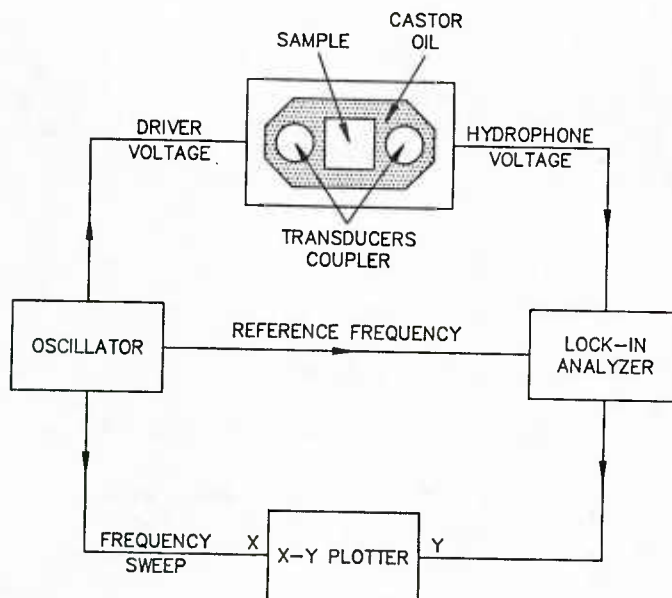 CASTOR
OIL
SAMPLE
DRIVER
VOLTAGE
HYDROPHONE
VOLTAGE
TRANSDUCERS
COUPLER
OSCILLATOR
REFERENCE FREQUENCY
LOCK-IN
ANALYZER
FREQUENCY
SWEEP
X
X-Y PLOTTER
Y